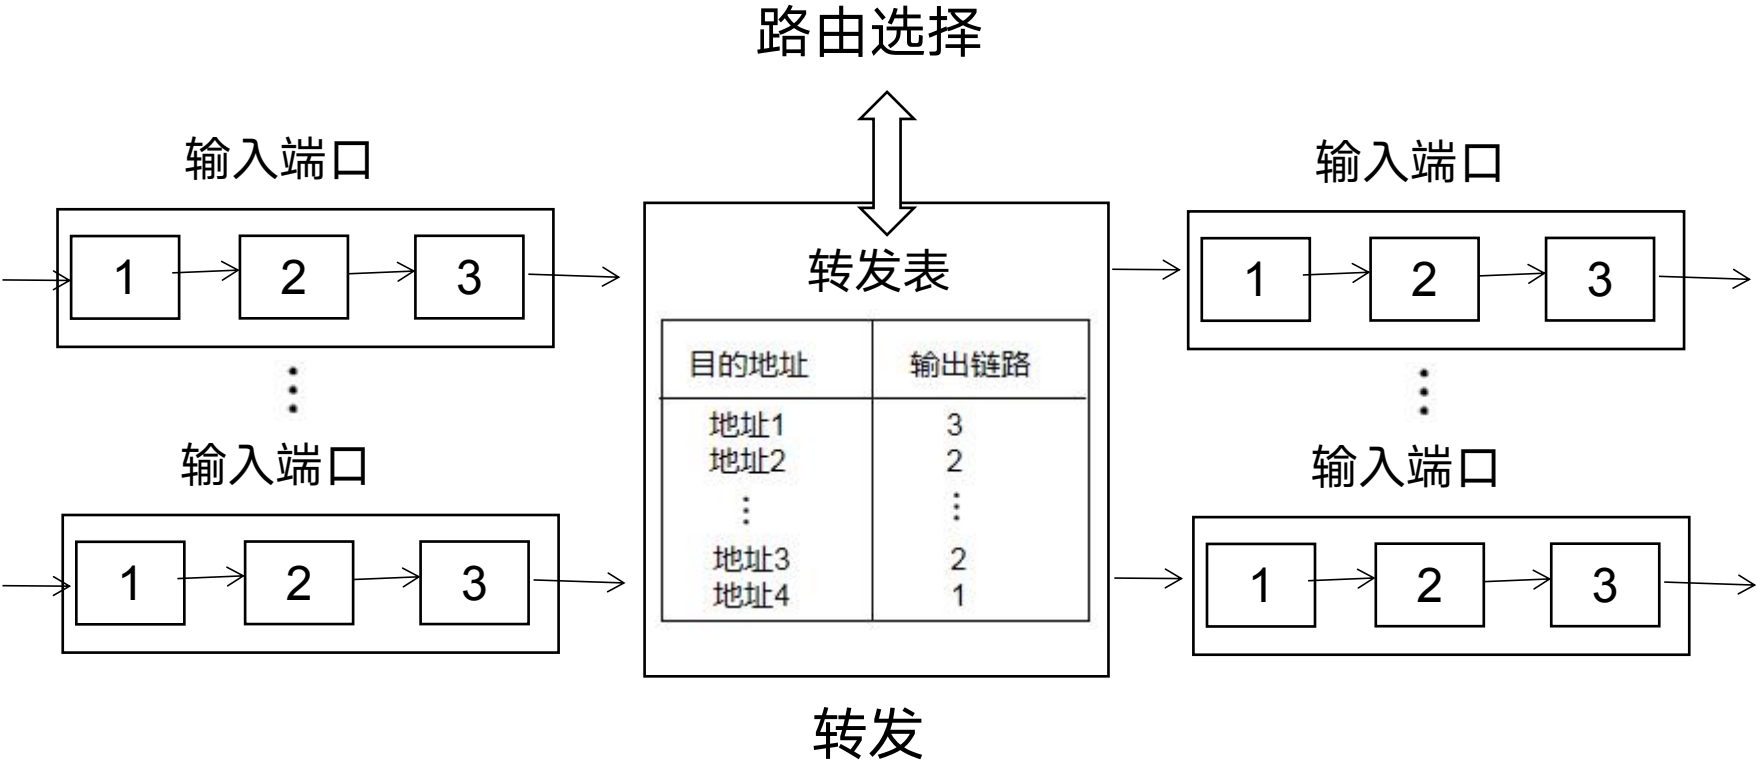 路由选择
输入端口
1 2 3
输入端口
1 2 3
转发表
目的地址 输出链路
地址1 3
地址2 2
地址3 2
地址4 1
转发
输入端口
1 2 3
输入端口
1 2 3